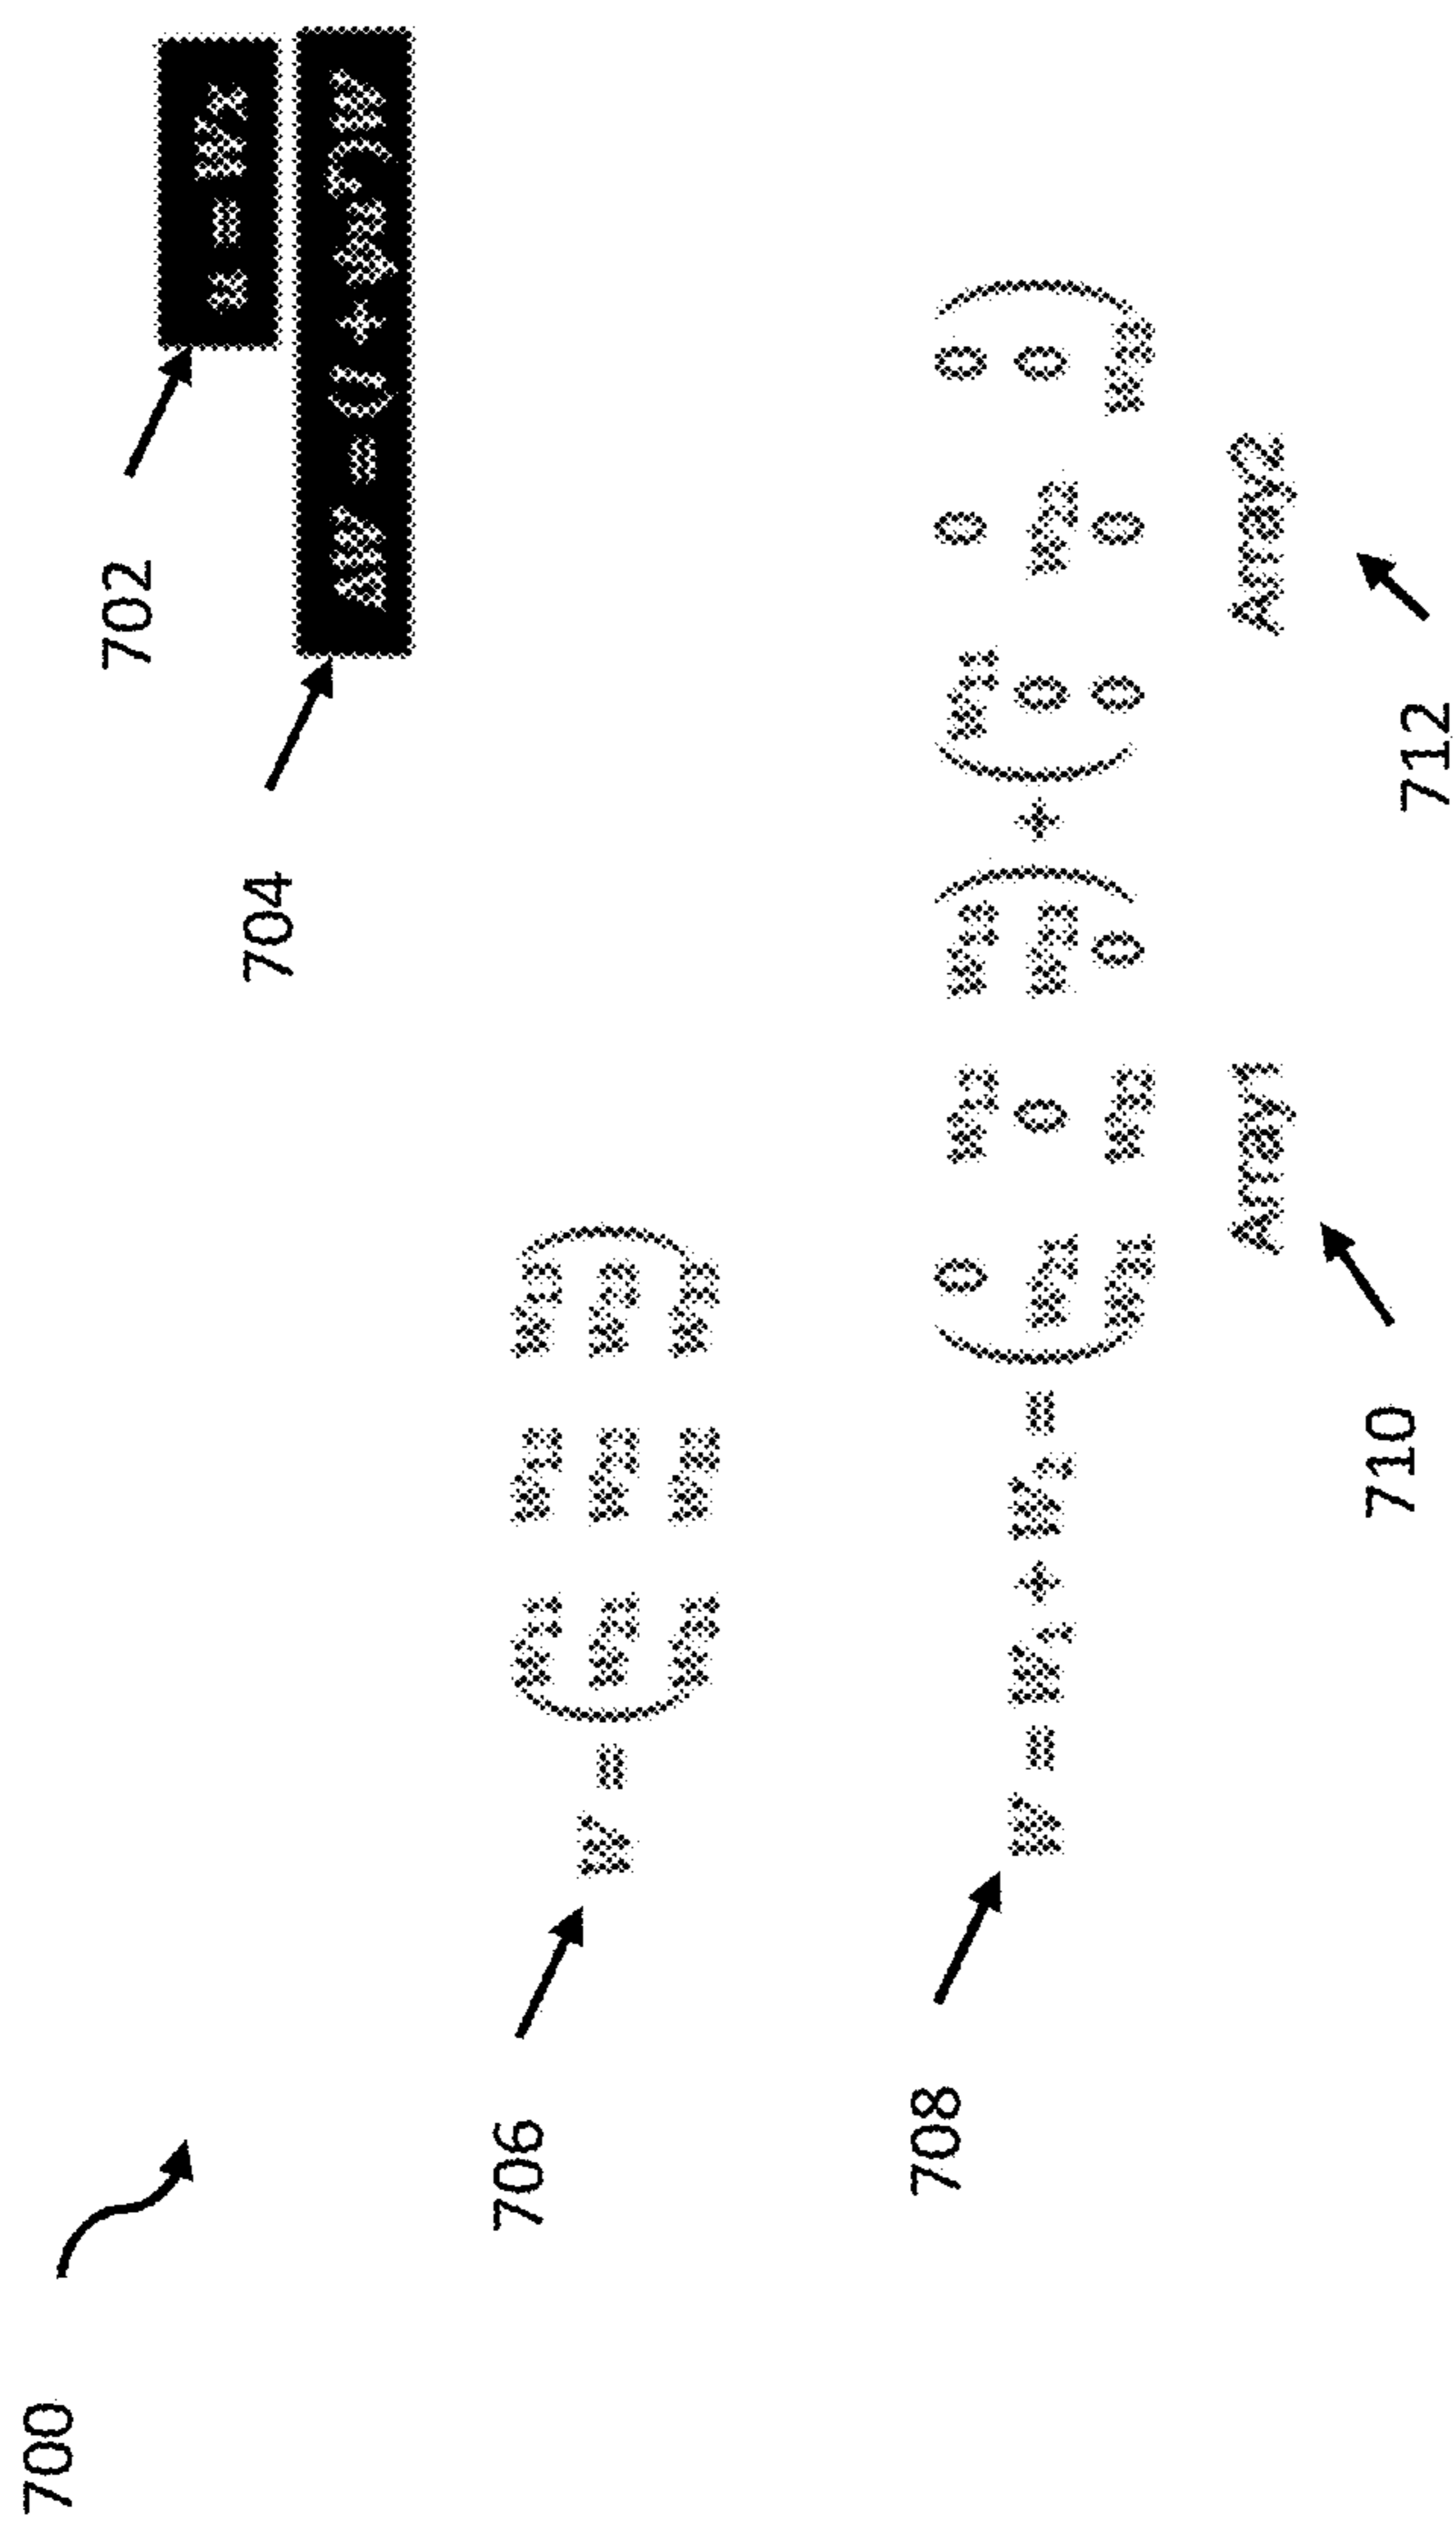 700
702
u = Wx
704
706
w₁₁ w₁₂ w₁₃
W = ( w₂₁ w₂₂ w₂₃ )
w₃₁ w₃₂ w₃₃
708
0 w₁₂ w₁₃ w₁₁ 0 0
W = W₁ + W₂ = ( w₂₁ 0 w₂₃ ) + ( 0 w₂₂ 0 )
w₃₁ w₃₂ 0 0 0 w₃₃
Array1 Array2
710
712